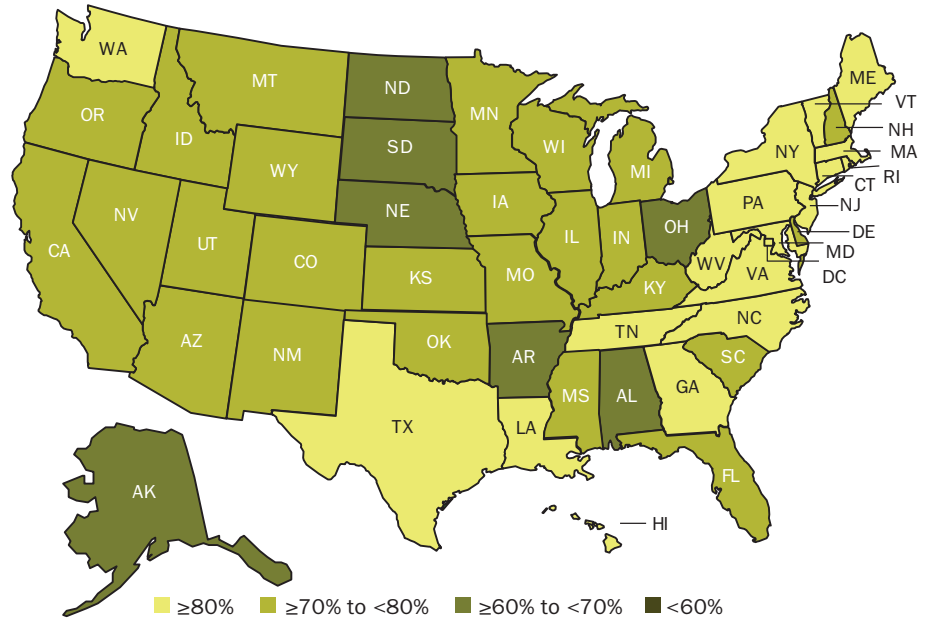 WA
ME
MT
ND
VT
OR
MN
NH
ID
SD
WI
NY
MA
WY
MI
RI
CT
NE
IA
PA
NJ
NV
OH
DE
UT
IL
IN
MD
CA
CO
WV
VA
DC
KS
MO
KY
NC
TN
AZ
OK
NM
AR
SC
MS
AL
GA
TX
LA
FL
AK
HI
≥80% ≥70% to <80% ≥60% to <70% <60%